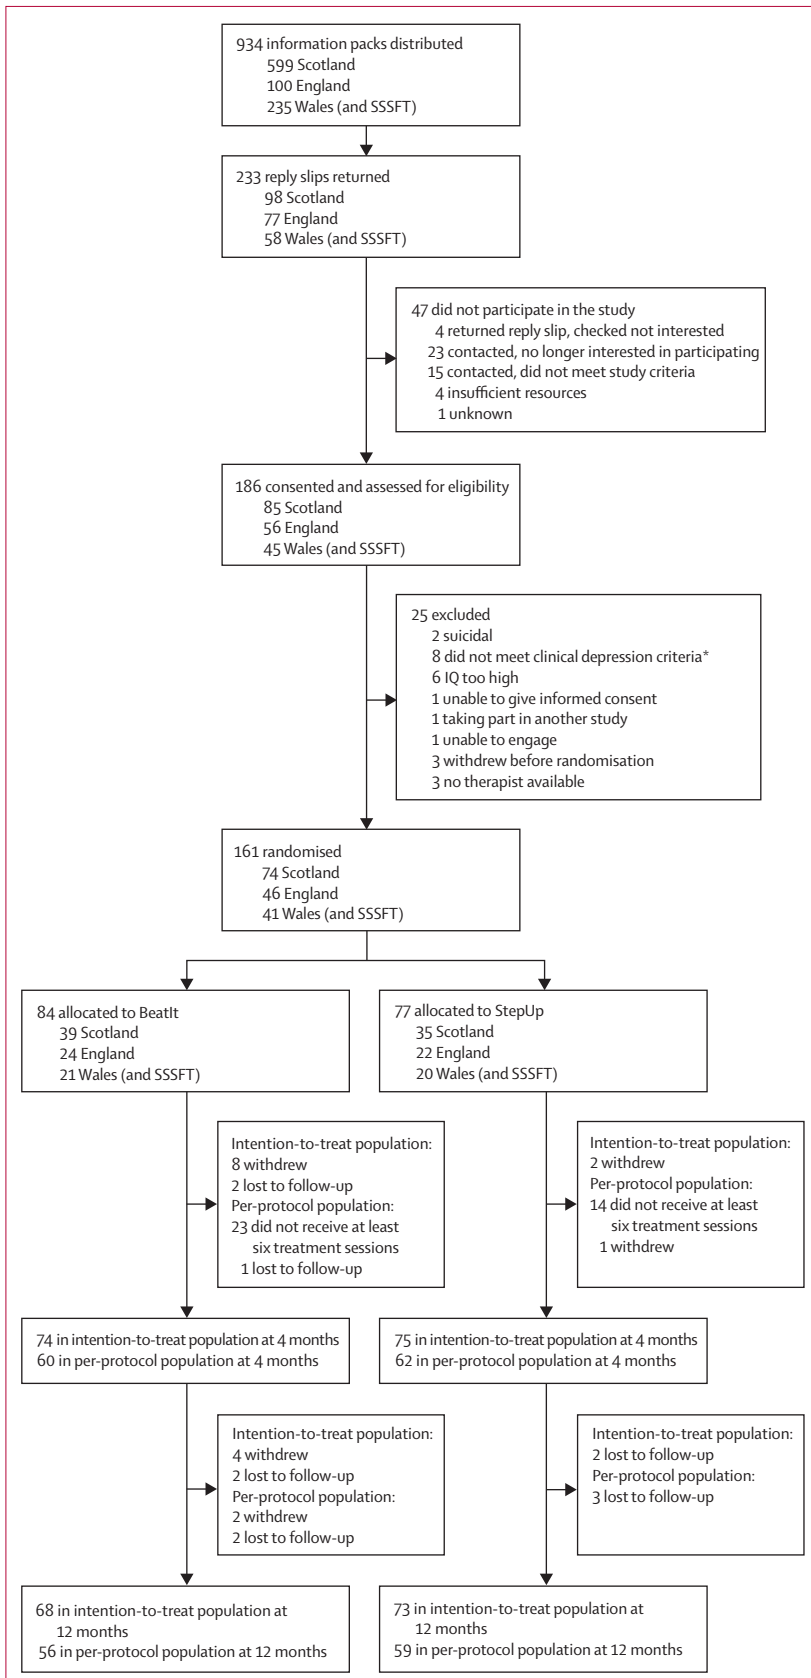 934 information packs distributed
599 Scotland
100 England
235 Wales (and SSSFT)
233 reply slips returned
98 Scotland
77 England
58 Wales (and SSSFT)
47 did not participate in the study
4 returned reply slip, checked not interested
23 contacted, no longer interested in participating
15 contacted, did not meet study criteria
4 insufficient resources
1 unknown
186 consented and assessed for eligibility
85 Scotland
56 England
45 Wales (and SSSFT)
25 excluded
2 suicidal
8 did not meet clinical depression criteria*
6 IQ too high
1 unable to give informed consent
1 taking part in another study
1 unable to engage
3 withdrew before randomisation
3 no therapist available
161 randomised
74 Scotland
46 England
41 Wales (and SSSFT)
84 allocated to BeatIt
39 Scotland
24 England
21 Wales (and SSSFT)
77 allocated to StepUp
35 Scotland
22 England
20 Wales (and SSSFT)
Intention-to-treat population:
8 withdrew
2 lost to follow-up
Per-protocol population:
23 did not receive at least
six treatment sessions
1 lost to follow-up
Intention-to-treat population:
2 withdrew
Per-protocol population:
14 did not receive at least
six treatment sessions
1 withdrew
74 in intention-to-treat population at 4 months
60 in per-protocol population at 4 months
75 in intention-to-treat population at 4 months
62 in per-protocol population at 4 months
Intention-to-treat population:
4 withdrew
2 lost to follow-up
Per-protocol population:
2 withdrew
2 lost to follow-up
Intention-to-treat population:
2 lost to follow-up
Per-protocol population:
3 lost to follow-up
68 in intention-to-treat population at
12 months
56 in per-protocol population at 12 months
73 in intention-to-treat population at
12 months
59 in per-protocol population at 12 months